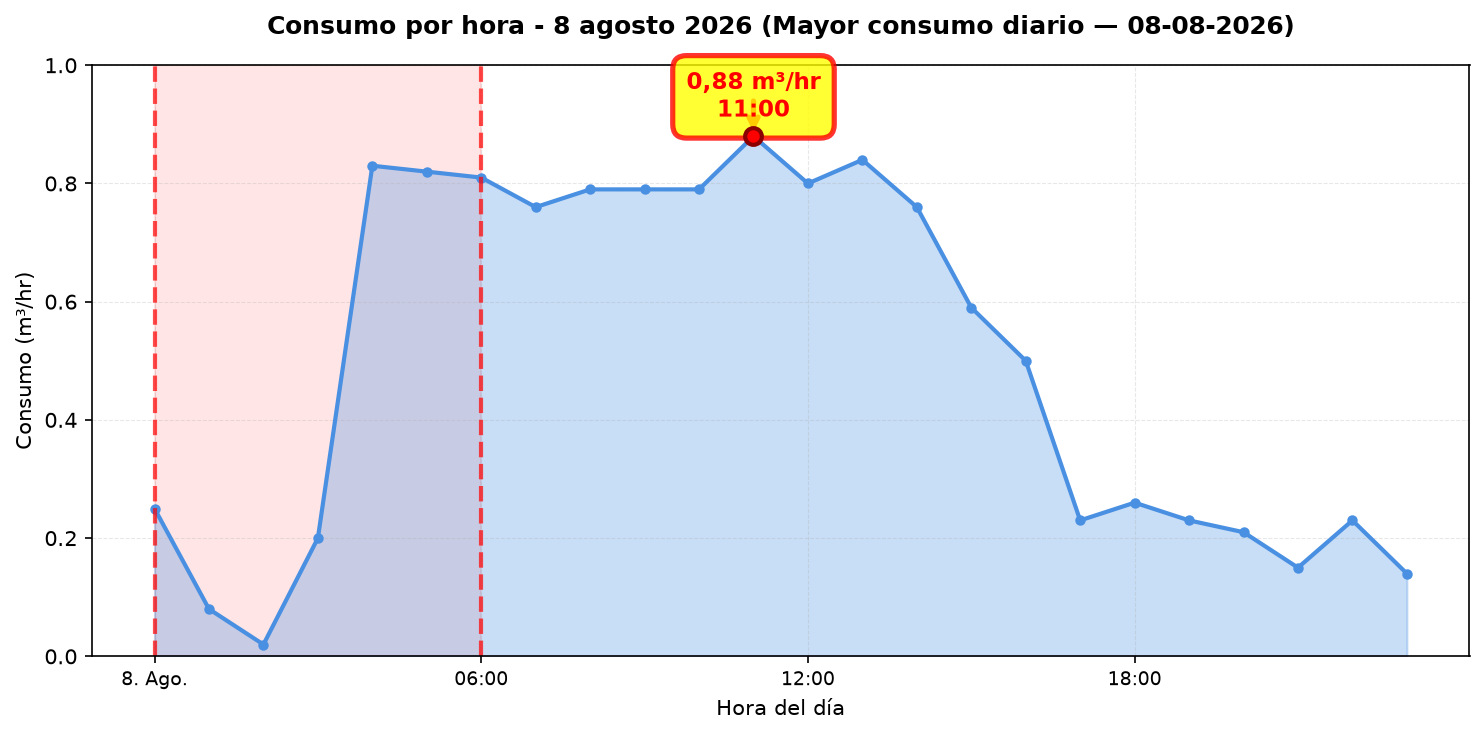 Consumo por hora - 8 agosto 2026 (Mayor consumo diario — 08-08-2026)
0,88 m³/hr
11:00
Consumo (m³/hr)
1.0
0.8
0.6
0.4
0.2
0.0
8. Ago.
06:00
12:00
18:00
Hora del día